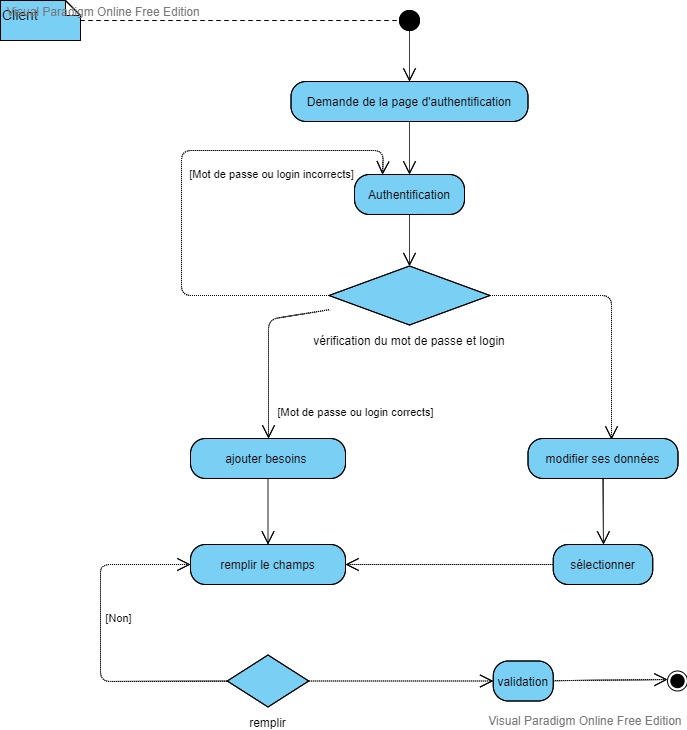 Visual Paradigm Online Free Edition
Client
Demande de la page d'authentification
[Mot de passe ou login incorrects]
Authentification
vérification du mot de passe et login
[Mot de passe ou login corrects]
ajouter besoins
modifier ses données
remplir le champs
sélectionner
[Non]
validation
remplir
Visual Paradigm Online Free Edition